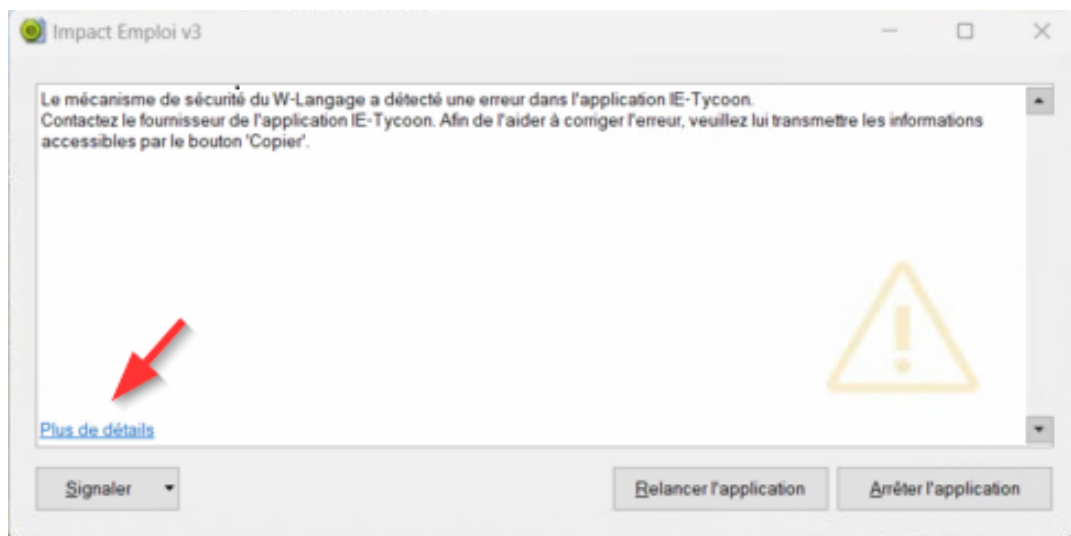 Impact Emploi v3
Le mécanisme de sécurité du W-Langage a détecté une erreur dans l'application IE-Tycoon.
Contactez le fournisseur de l'application IE-Tycoon. Afin de l'aider à corriger l'erreur, veuillez lui transmettre les informations
accessibles par le bouton 'Copier'.
Plus de détails
Signaler
Relancer l'application
Arrêter l'application